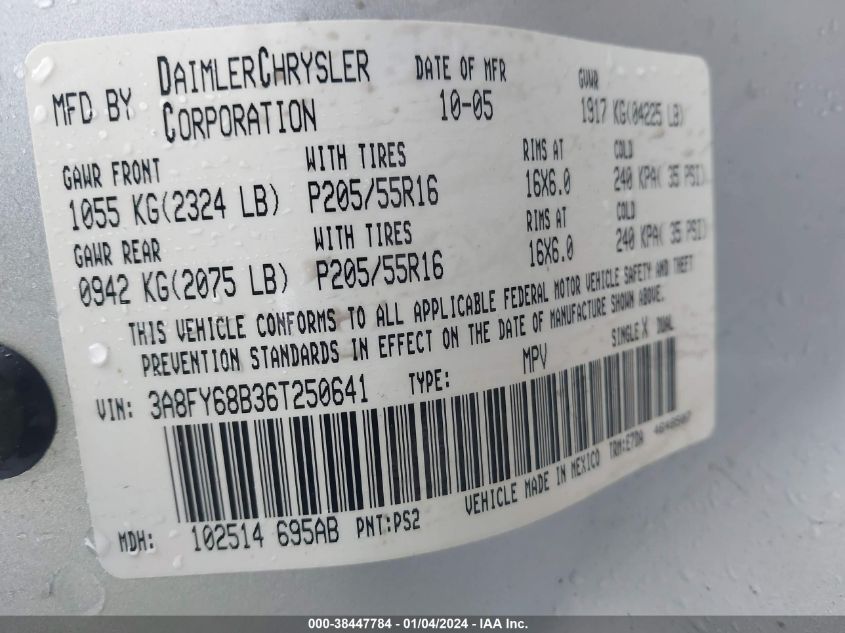 MFD BY DAIMLERCHRYSLER CORPORATION
DATE OF MFR
10-05
GVWR
1917 KG(04225 LB)
GAWR FRONT
1055 KG(2324 LB)
WITH TIRES
P205/55R16
RIMS AT
16X6.0
COLD
240 KPA( 35 PSI)
GAWR REAR
0942 KG(2075 LB)
WITH TIRES
P205/55R16
RIMS AT
16X6.0
COLD
240 KPA( 35 PSI)
THIS VEHICLE CONFORMS TO ALL APPLICABLE FEDERAL MOTOR VEHICLE SAFETY AND THEFT
PREVENTION STANDARDS IN EFFECT ON THE DATE OF MANUFACTURE SHOWN ABOVE.
VIN: 3A8FY68B36T250641 TYPE: MPV SINGLE X DUAL
MDH: 102514 695AB PNT:PS2 VEHICLE MADE IN MEXICO TRM:E7DA
000-38447784 - 01/04/2024 - IAA Inc.